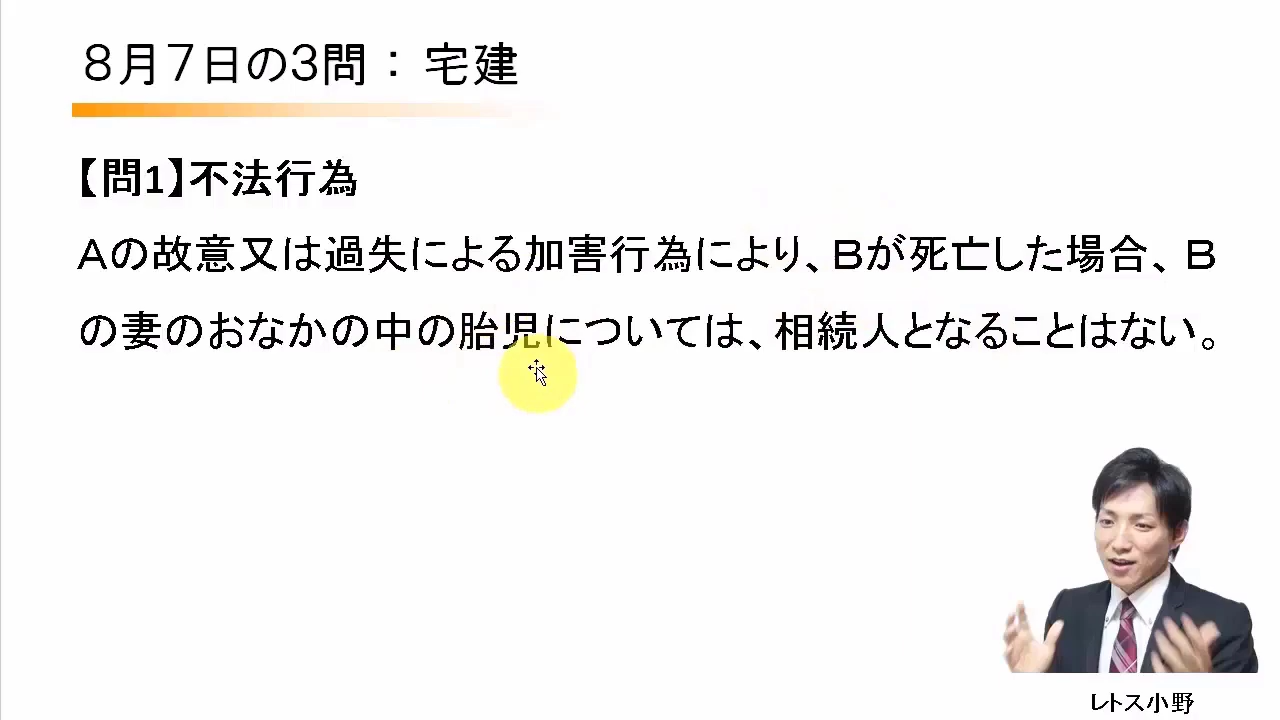 ８月７日の３問：宅建
【問1】不法行為
Ａの故意又は過失による加害行為により、Ｂが死亡した場合、Ｂ
の妻のおなかの中の胎児については、相続人となることはない。
レトス小野